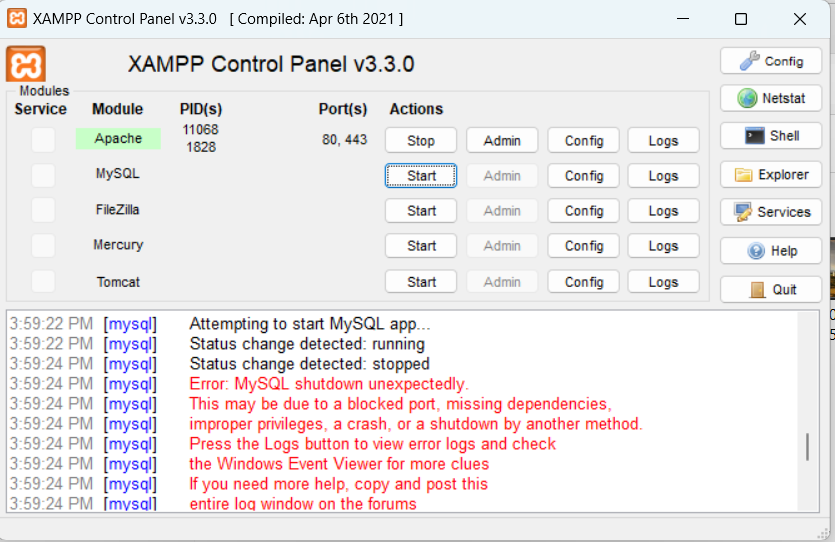 XAMPP Control Panel v3.3.0 [ Compiled: Apr 6th 2021 ]
XAMPP Control Panel v3.3.0
Config
Modules
Service Module PID(s) Port(s) Actions
Netstat
Apache 11068 1828 80, 443 Stop Admin Config Logs
Shell
MySQL Start Admin Config Logs
Explorer
FileZilla Start Admin Config Logs
Services
Mercury Start Admin Config Logs
Help
Tomcat Start Admin Config Logs
Quit
3:59:22 PM [mysql] Attempting to start MySQL app...
3:59:22 PM [mysql] Status change detected: running
3:59:24 PM [mysql] Status change detected: stopped
3:59:24 PM [mysql] Error: MySQL shutdown unexpectedly.
3:59:24 PM [mysql] This may be due to a blocked port, missing dependencies,
3:59:24 PM [mysql] improper privileges, a crash, or a shutdown by another method.
3:59:24 PM [mysql] Press the Logs button to view error logs and check
3:59:24 PM [mysql] the Windows Event Viewer for more clues
3:59:24 PM [mysql] If you need more help, copy and post this
3:59:24 PM [mysql] entire log window on the forums